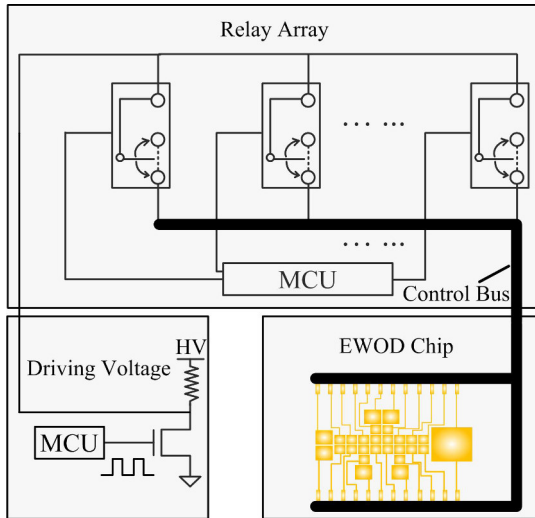 Relay Array
... ...
... ...
MCU
Control Bus
HV
Driving Voltage
MCU
EWOD Chip